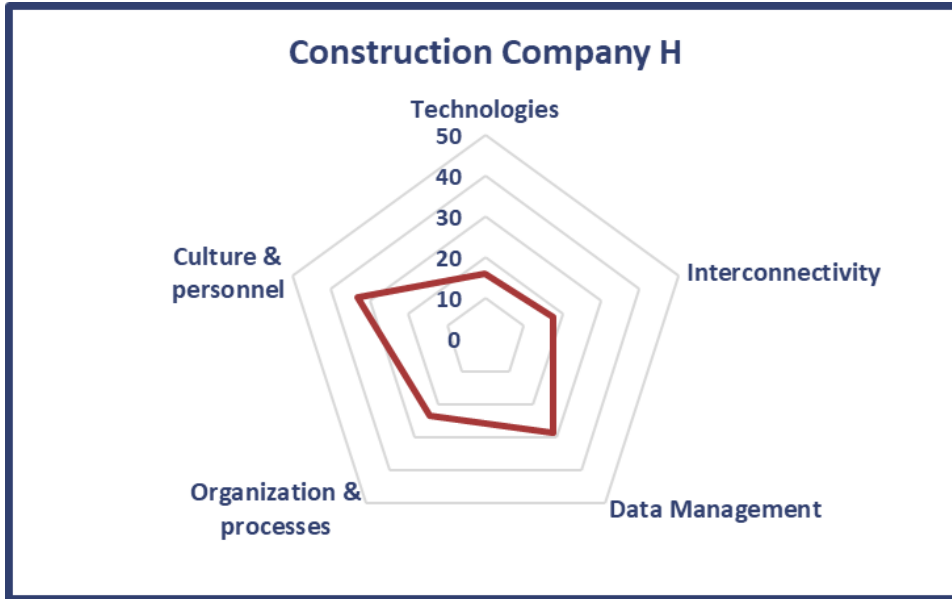 Construction Company H
Technologies
50
40
30
20
10
0
Culture &
personnel
Interconnectivity
Organization &
processes
Data Management